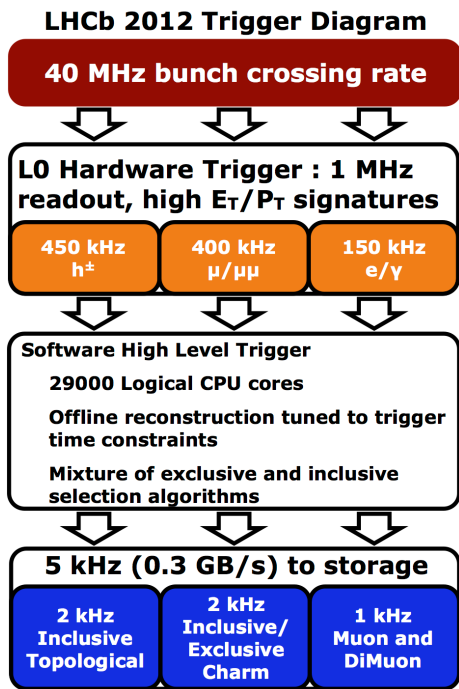 LHCb 2012 Trigger Diagram
40 MHz bunch crossing rate
L0 Hardware Trigger : 1 MHz
readout, high E_T/P_T signatures
450 kHz
h±
400 kHz
μ/μμ
150 kHz
e/γ
Software High Level Trigger
29000 Logical CPU cores
Offline reconstruction tuned to trigger
time constraints
Mixture of exclusive and inclusive
selection algorithms
5 kHz (0.3 GB/s) to storage
2 kHz
Inclusive
Topological
2 kHz
Inclusive/
Exclusive
Charm
1 kHz
Muon and
DiMuon